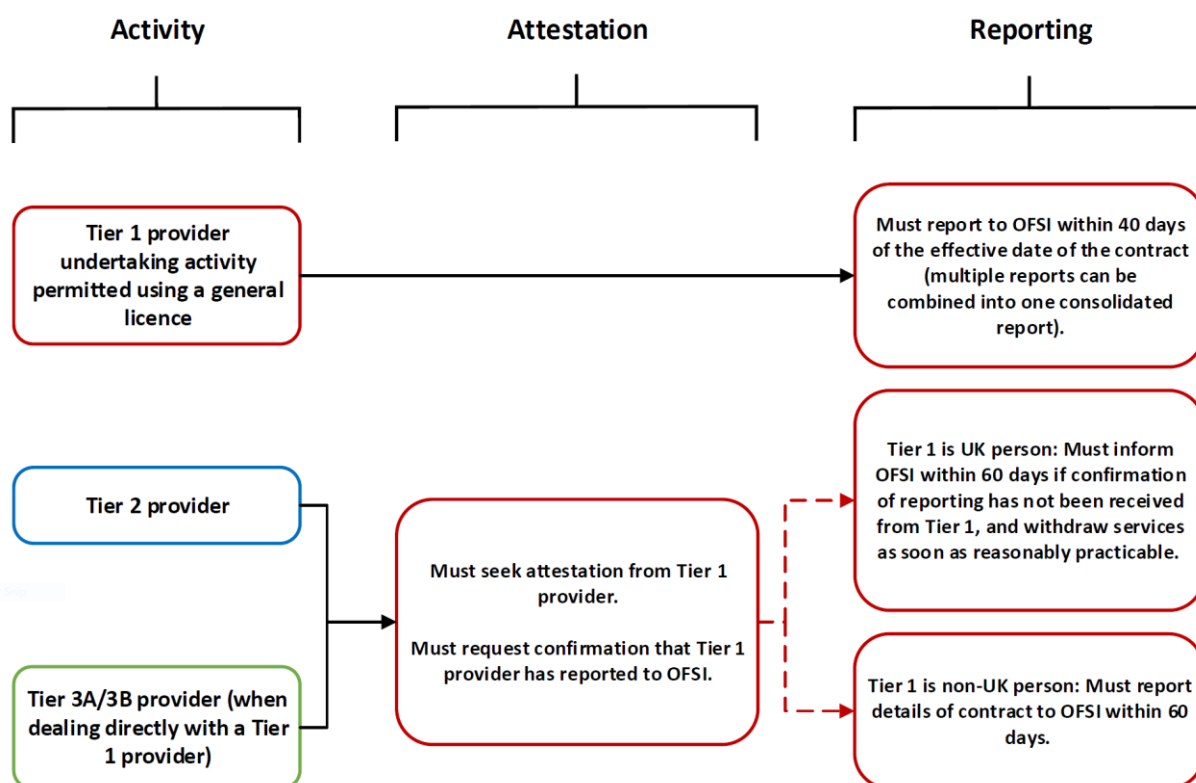 Activity
Attestation
Reporting
Tier 1 provider
undertaking activity
permitted using a general
licence
Must report to OFSI within 40 days
of the effective date of the contract
(multiple reports can be
combined into one consolidated
report).
Tier 2 provider
Tier 3A/3B provider (when
dealing directly with a Tier
1 provider)
Must seek attestation from Tier 1
provider.
Must request confirmation that Tier 1
provider has reported to OFSI.
Tier 1 is UK person: Must inform
OFSI within 60 days if confirmation
of reporting has not been received
from Tier 1, and withdraw services
as soon as reasonably practicable.
Tier 1 is non-UK person: Must report
details of contract to OFSI within 60
days.